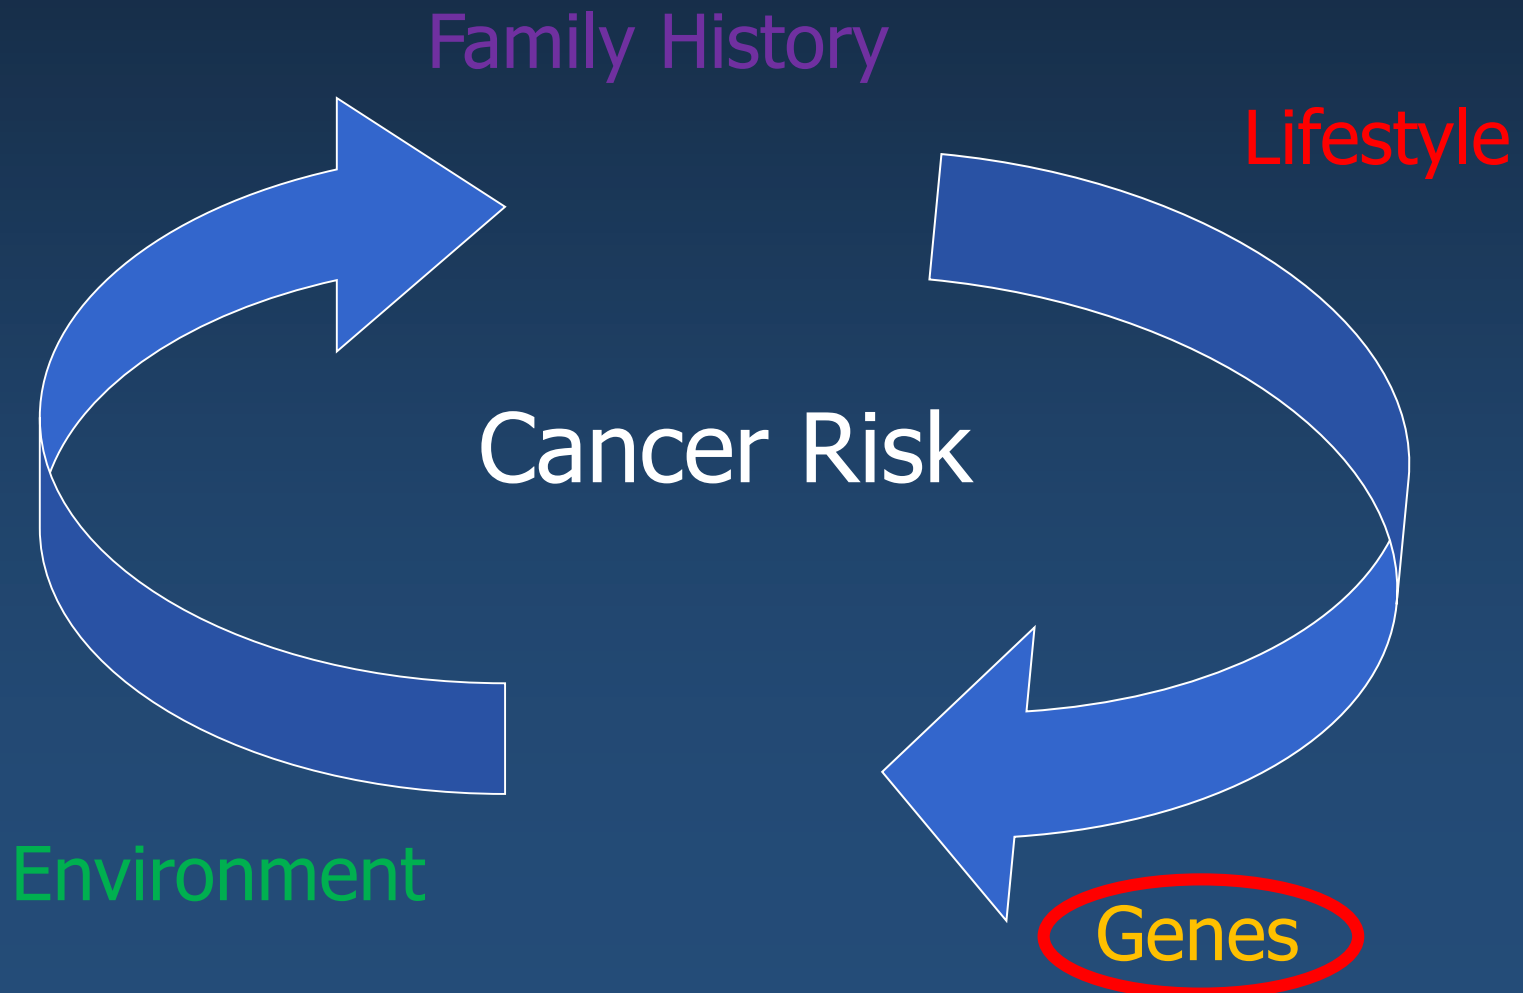 Family History
Lifestyle
Cancer Risk
Environment
Genes